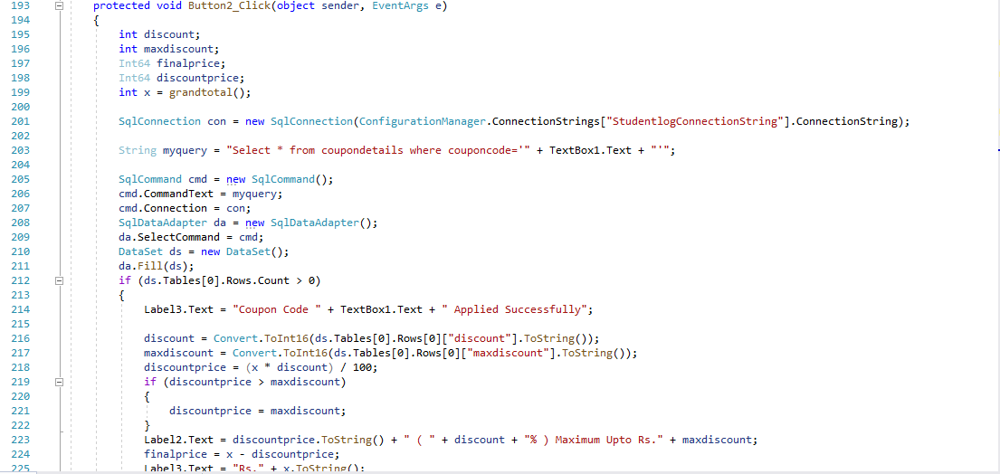 193 protected void Button2_Click(object sender, EventArgs e)
194 {
195 int discount;
196 int maxdiscount;
197 Int64 finalprice;
198 Int64 discountprice;
199 int x = grandtotal();
200
201 SqlConnection con = new SqlConnection(ConfigurationManager.ConnectionStrings["StudentlogConnectionString"].ConnectionString);
202
203 String myquery = "Select * from coupondetails where couponcode='" + TextBox1.Text + "'";
204
205 SqlCommand cmd = new SqlCommand();
206 cmd.CommandText = myquery;
207 cmd.Connection = con;
208 SqlDataAdapter da = new SqlDataAdapter();
209 da.SelectCommand = cmd;
210 DataSet ds = new DataSet();
211 da.Fill(ds);
212 if (ds.Tables[0].Rows.Count > 0)
213 {
214 Label3.Text = "Coupon Code " + TextBox1.Text + " Applied Successfully";
215
216 discount = Convert.ToInt16(ds.Tables[0].Rows[0]["discount"].ToString());
217 maxdiscount = Convert.ToInt16(ds.Tables[0].Rows[0]["maxdiscount"].ToString());
218 discountprice = (x * discount) / 100;
219 if (discountprice > maxdiscount)
220 {
221 discountprice = maxdiscount;
222 }
223 Label2.Text = discountprice.ToString() + " ( " + discount + "% ) Maximum Upto Rs." + maxdiscount;
224 finalprice = x - discountprice;
225 Label3.Text = "Rs." + x.ToString();